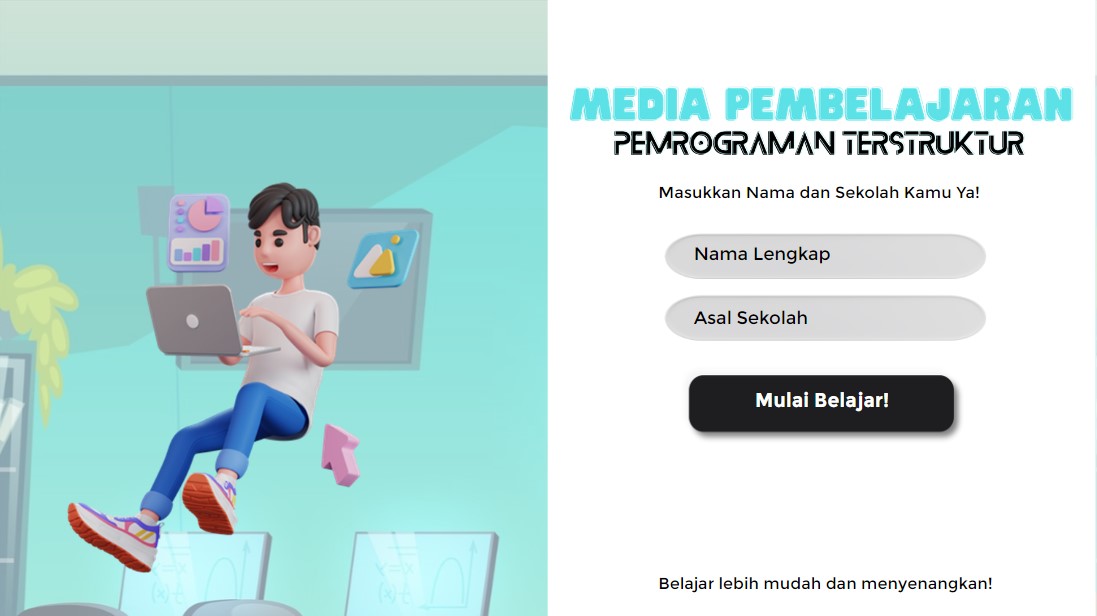 MEDIA PEMBELAJARAN
PEMROGRAMAN TERSTRUKTUR
Masukkan Nama dan Sekolah Kamu Ya!
Nama Lengkap
Asal Sekolah
Mulai Belajar!
Belajar lebih mudah dan menyenangkan!